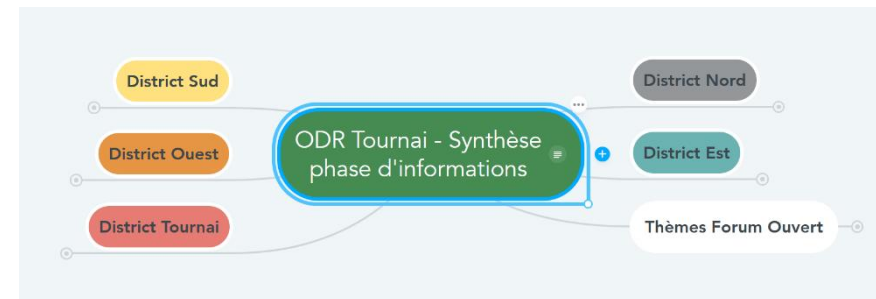 District Sud
District Nord
ODR Tournai - Synthèse
phase d'informations
District Ouest
District Est
District Tournai
Thèmes Forum Ouvert